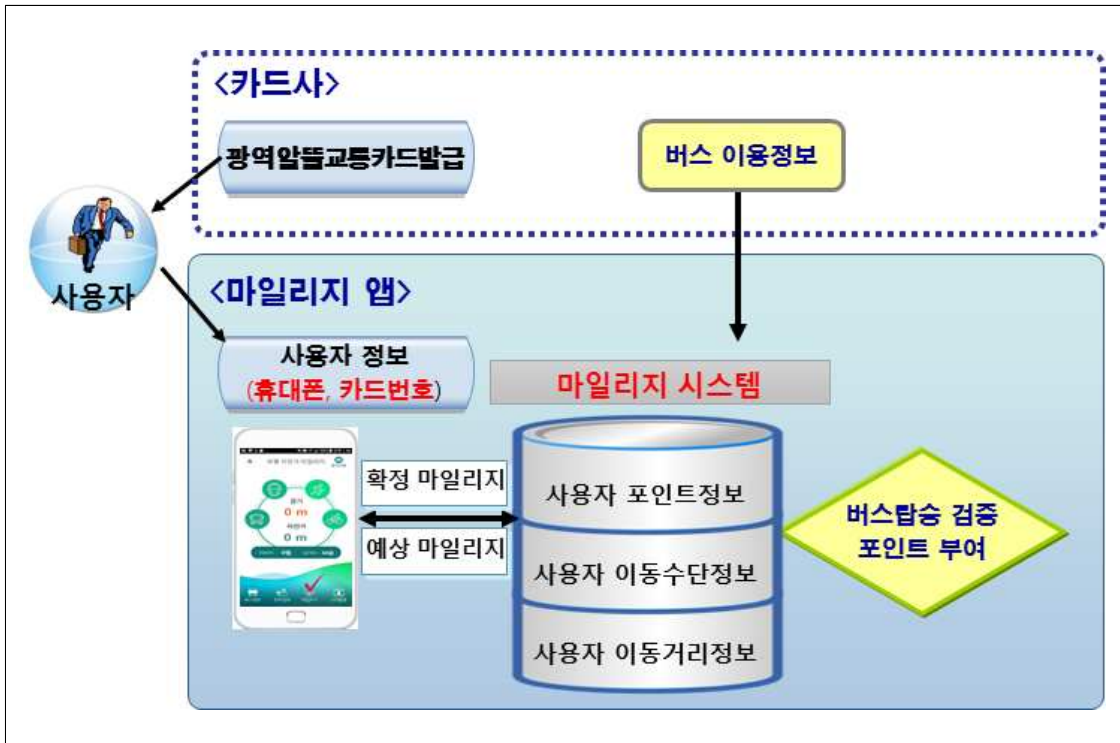 <카드사>
광역알뜰교통카드발급
버스 이용정보
사용자
<마일리지 앱>
사용자 정보
(휴대폰, 카드번호)
마일리지 시스템
0 m
0 m
확정 마일리지
예상 마일리지
사용자 포인트정보
사용자 이동수단정보
사용자 이동거리정보
버스탑승 검증
포인트 부여